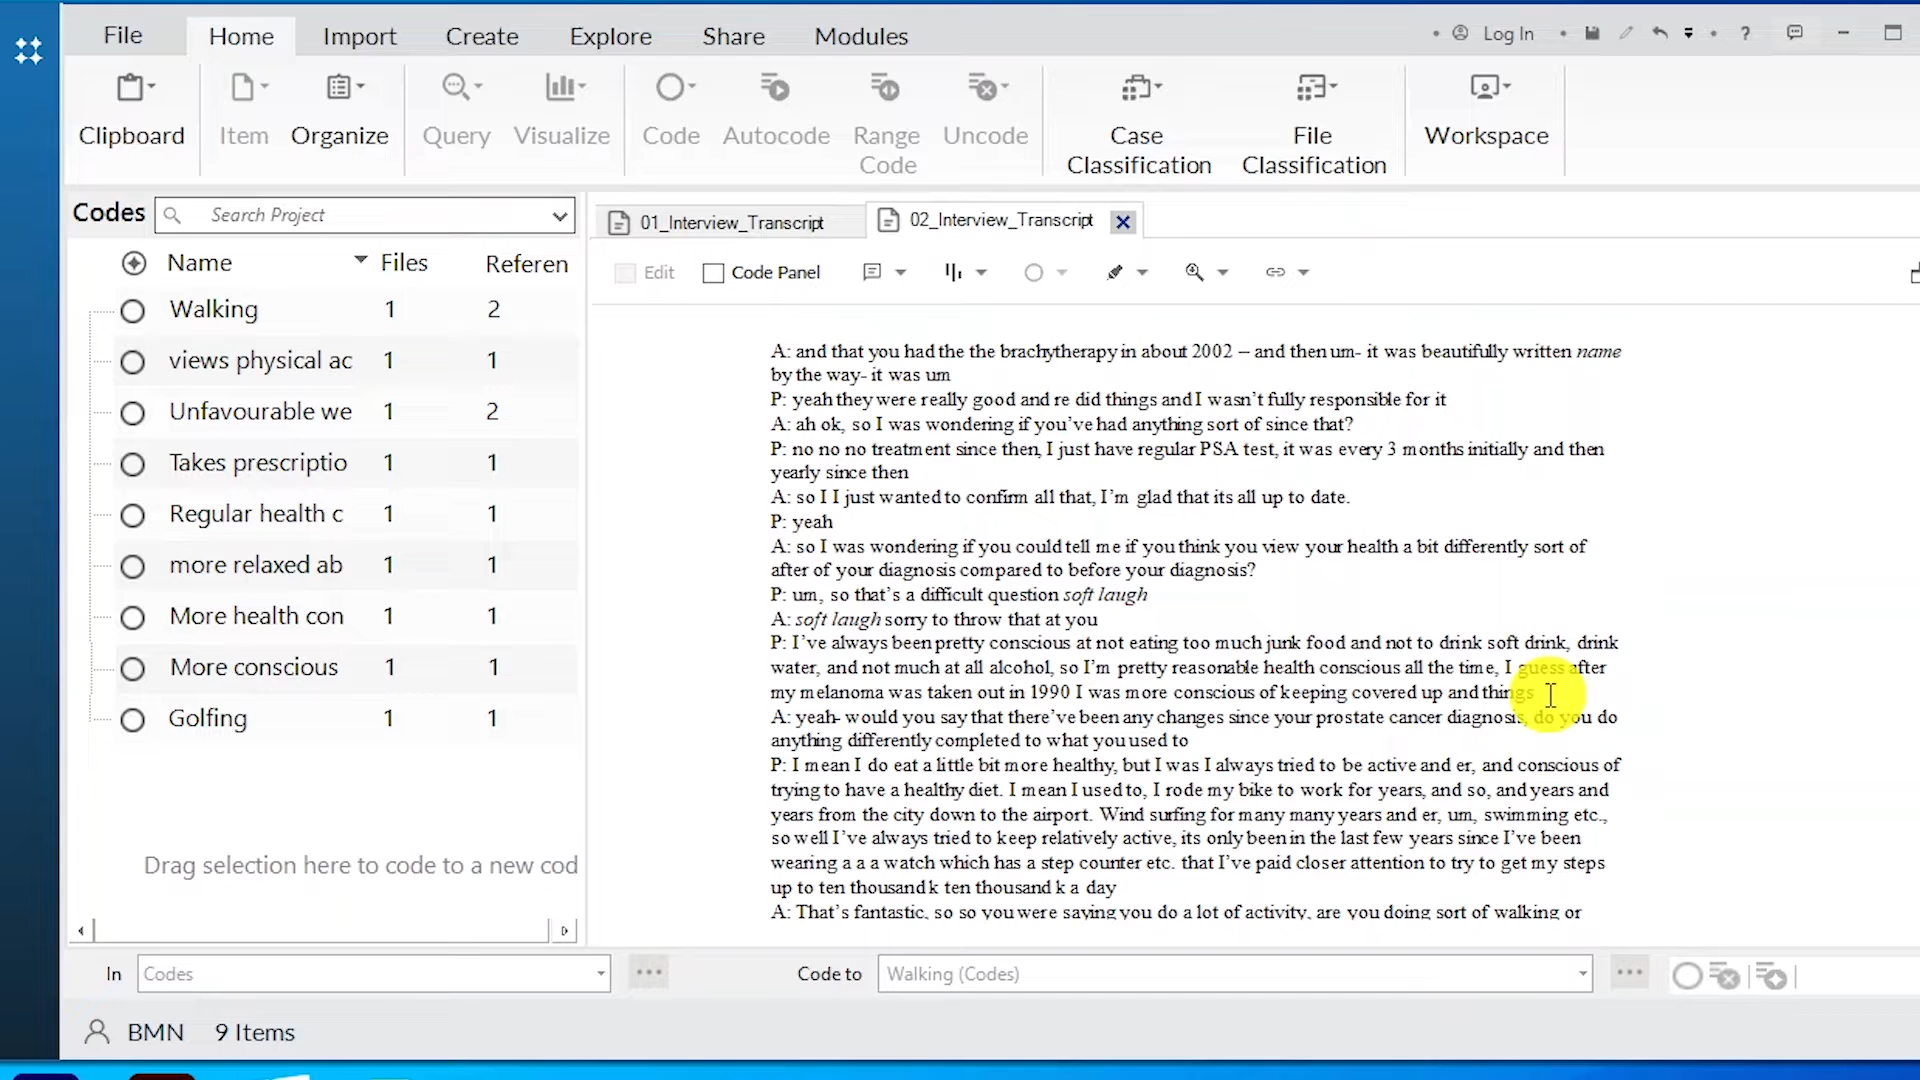 File Home Import Create Explore Share Modules Log In ?
Clipboard Item Organize Query Visualize Code Autocode Range Code Uncode Case Classification File Classification Workspace
Codes Search Project
Name Files Referen
Walking 1 2
views physical ac 1 1
Unfavourable we 1 2
Takes prescriptio 1 1
Regular health c 1 1
more relaxed ab 1 1
More health con 1 1
More conscious 1 1
Golfing 1 1
Drag selection here to code to a new cod
01_Interview_Transcript 02_Interview_Transcript
Edit Code Panel
A: and that you had the the brachytherapy in about 2002 – and then um- it was beautifully written name
by the way- it was um
P: yeah they were really good and re did things and I wasn't fully responsible for it
A: ah ok, so I was wondering if you've had anything sort of since that?
P: no no no treatment since then, I just have regular PSA test, it was every 3 months initially and then
yearly since then
A: so I I just wanted to confirm all that, I'm glad that its all up to date.
P: yeah
A: so I was wondering if you could tell me if you think you view your health a bit differently sort of
after of your diagnosis compared to before your diagnosis?
P: um, so that's a difficult question soft laugh
A: soft laugh sorry to throw that at you
P: I've always been pretty conscious at not eating too much junk food and not to drink soft drink, drink
water, and not much at all alcohol, so I'm pretty reasonable health conscious all the time, I guess after
my melanoma was taken out in 1990 I was more conscious of keeping covered up and things
A: yeah- would you say that there've been any changes since your prostate cancer diagnosis, do you do
anything differently completed to what you used to
P: I mean I do eat a little bit more healthy, but I was I always tried to be active and er, and conscious of
trying to have a healthy diet. I mean I used to, I rode my bike to work for years, and so, and years and
years from the city down to the airport. Wind surfing for many many years and er, um, swimming etc.,
so well I've always tried to keep relatively active, its only been in the last few years since I've been
wearing a a a watch which has a step counter etc. that I've paid closer attention to try to get my steps
up to ten thousand k ten thousand k a day
A: That's fantastic, so so you were saying you do a lot of activity, are you doing sort of walking or
In Codes Code to Walking (Codes)
BMN 9 Items